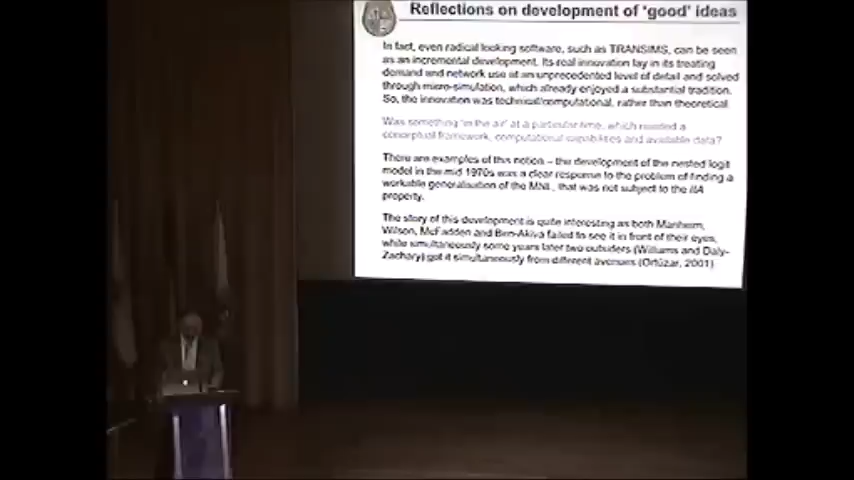 Reflections on development of 'good' ideas
In fact, even radical looking software, such as TRANSIMS, can be seen
as an incremental development. Its real innovation lay in its treating
demand and network use at an unprecedented level of detail and solved
through micro-simulation, which already enjoyed a substantial tradition.
So, the innovation was technical/computational, rather than theoretical
Was something 'in the air' at a particular time, which needed a
conceptual framework, computational capabilities and available data?
There are examples of this notion – the development of the nested logit
model in the mid 1970s was a clear response to the problem of finding a
workable generalisation of the MNL, that was not subject to the IIA
property.
The story of this development is quite interesting as both Manheim,
Wilson, McFadden and Ben-Akiva failed to see it in front of their eyes,
while simultaneously some years later two outsiders (Williams and Daly-
Zachary) got it simultaneously from different avenues (Ortúzar, 2001)